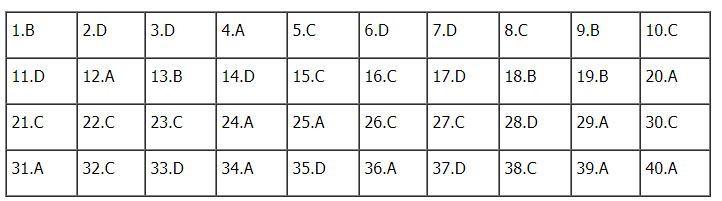 1.B 2.D 3.D 4.A 5.C 6.D 7.D 8.C 9.B 10.C
11.D 12.A 13.B 14.D 15.C 16.C 17.D 18.B 19.B 20.A
21.C 22.C 23.C 24.A 25.A 26.C 27.C 28.D 29.A 30.C
31.A 32.C 33.D 34.A 35.D 36.A 37.D 38.C 39.A 40.A